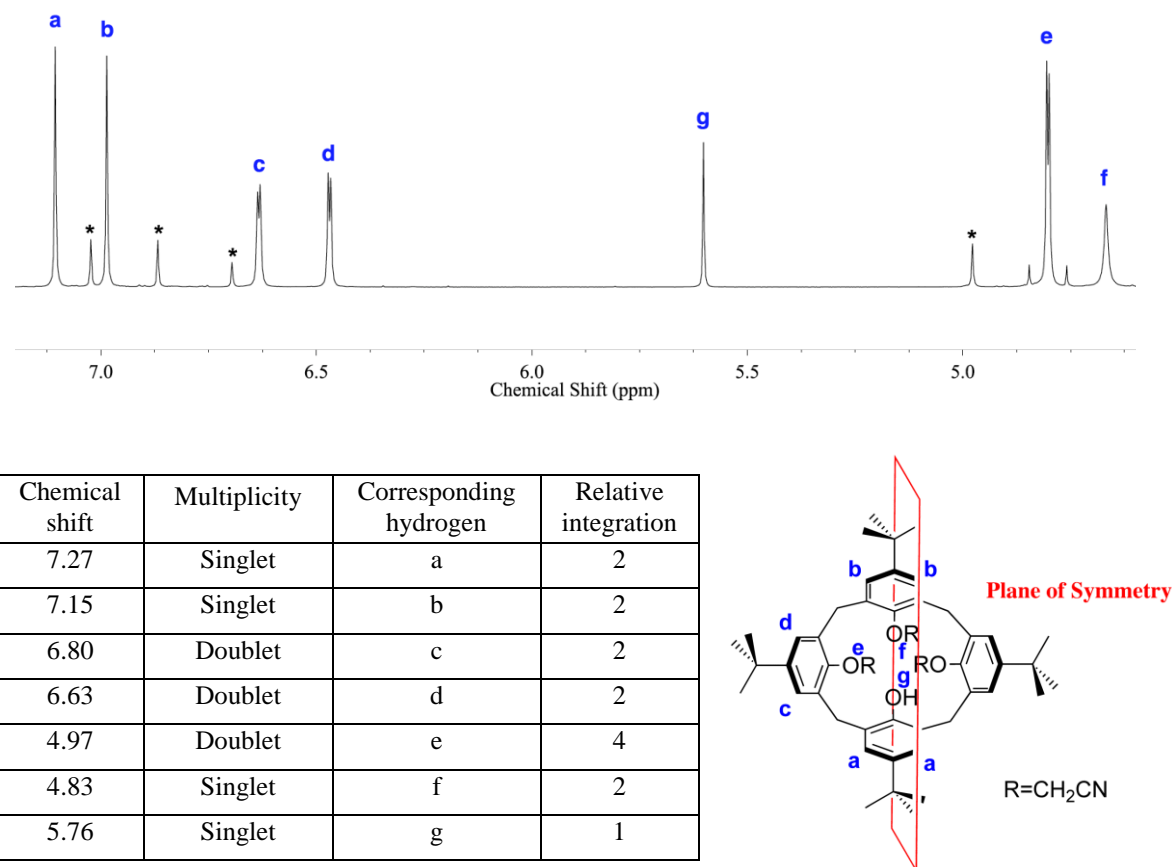 a
b
c
d
g
e
f
* * * *
7.0 6.5 6.0 5.5 5.0
Chemical Shift (ppm)
Chemical shift Multiplicity Corresponding hydrogen Relative integration
7.27 Singlet a 2
7.15 Singlet b 2
6.80 Doublet c 2
6.63 Doublet d 2
4.97 Doublet e 4
4.83 Singlet f 2
5.76 Singlet g 1
b b
Plane of Symmetry
d
OR
e f
OR RO
g
OH
c
a a
R=CH₂CN
,